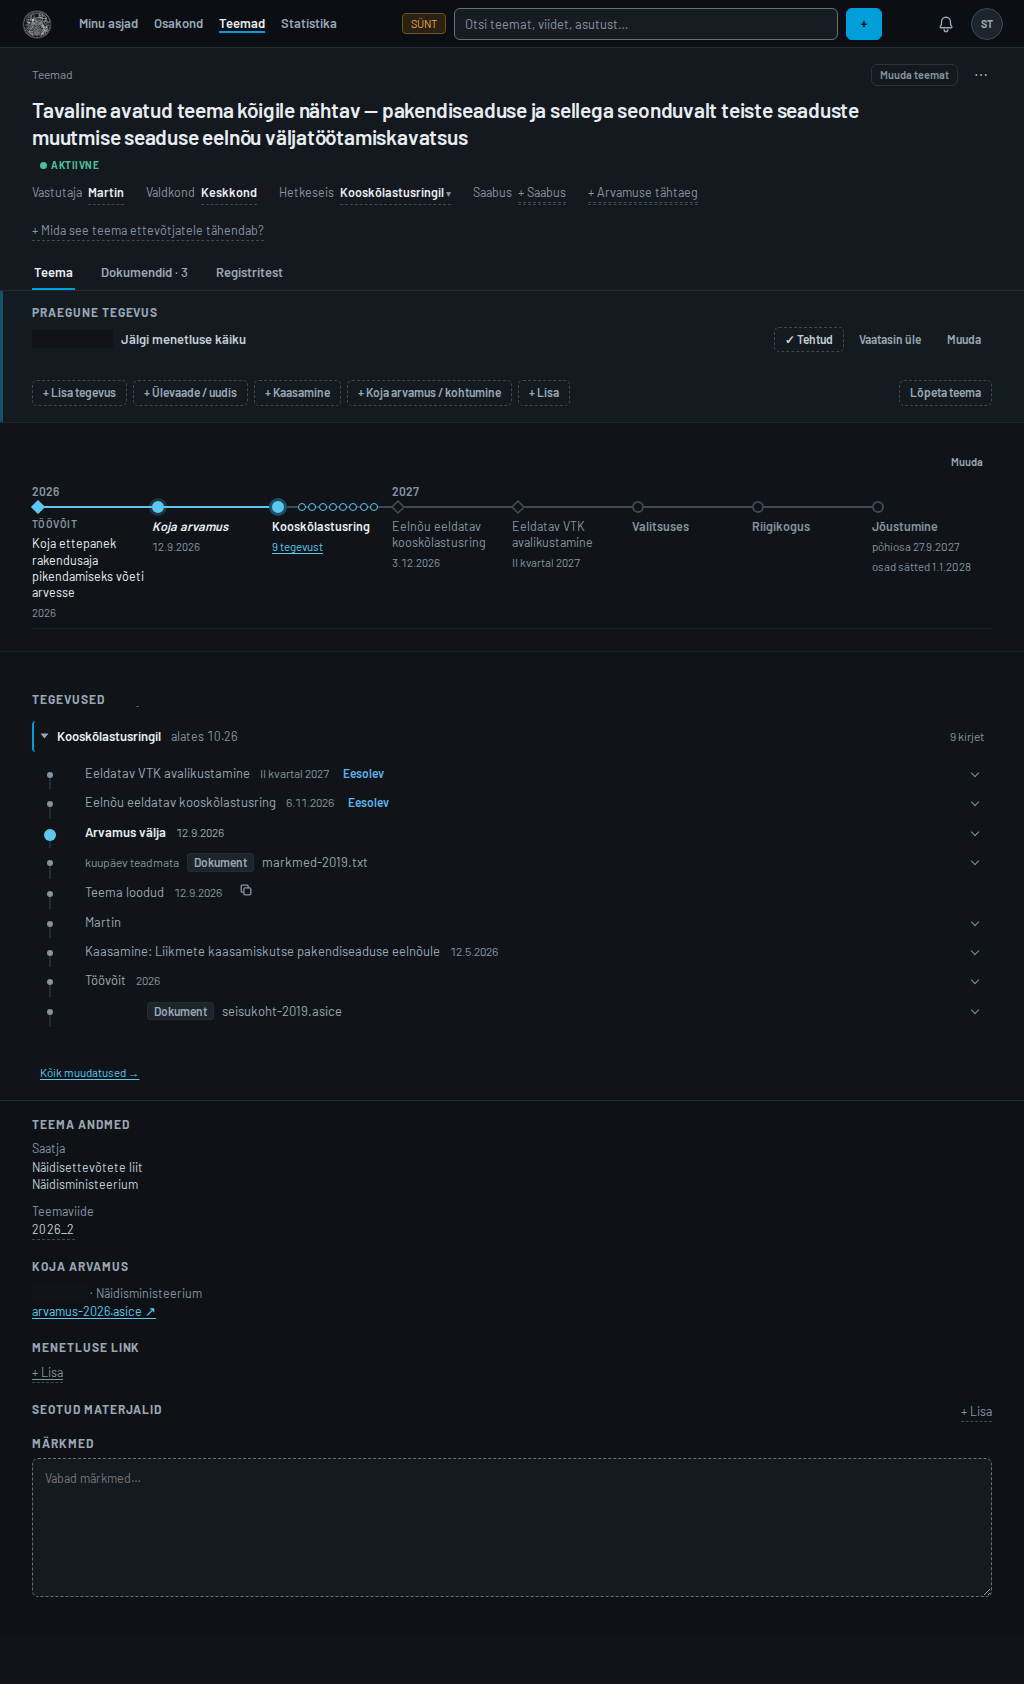 Minu asjad Osakond Teemad Statistika SÜNT Otsi teemat, viidet, asutust... + ST
Teemad Muuda teemat ...
Tavaline avatud teema kõigile nähtav — pakendiseaduse ja sellega seonduvalt teiste seaduste
muutmise seaduse eelnõu väljatöötamiskavatsus
AKTIIVNE
Vastutaja Martin Valdkond Keskkond Hetkeseis Kooskõlastusringil ▾ Saabus + Saabus + Arvamuse tähtaeg
+ Mida see teema ettevõtjatele tähendab?
Teema Dokumendid · 3 Registritest
PRAEGUNE TEGEVUS
Jälgi menetluse käiku ✓ Tehtud Vaatasin üle Muuda
+ Lisa tegevus + Ülevaade / uudis + Kaasamine + Koja arvamus / kohtumine + Lisa Lõpeta teema
Muuda
2026 2027
TÖÖVÕIT
Koja ettepanek
rakendusaja
pikendamiseks võeti
arvesse
2026
Koja arvamus
12.9.2026
Kooskõlastusring
9 tegevust
Eelnõu eeldatav
kooskõlastusring
3.12.2026
Eeldatav VTK
avalikustamine
II kvartal 2027
Valitsuses
Riigikogus
Jõustumine
põhiosa 27.9.2027
osad sätted 1.1.2028
TEGEVUSED
Kooskõlastusringil alates 10.26 9 kirjet
Eeldatav VTK avalikustamine II kvartal 2027 Eesolev
Eelnõu eeldatav kooskõlastusring 6.11.2026 Eesolev
Arvamus välja 12.9.2026
kuupäev teadmata Dokument markmed-2019.txt
Teema loodud 12.9.2026
Martin
Kaasamine: Liikmete kaasamiskutse pakendiseaduse eelnõule 12.5.2026
Töövõit 2026
Dokument seisukoht-2019.asice
Kõik muudatused →
TEEMA ANDMED
Saatja
Näidisettevõtete liit
Näidisministeerium
Teemaviide
2026_2
KOJA ARVAMUS
· Näidisministeerium
arvamus-2026.asice ↗
MENETLUSE LINK
+ Lisa
SEOTUD MATERJALID + Lisa
MÄRKMED
Vabad märkmed...